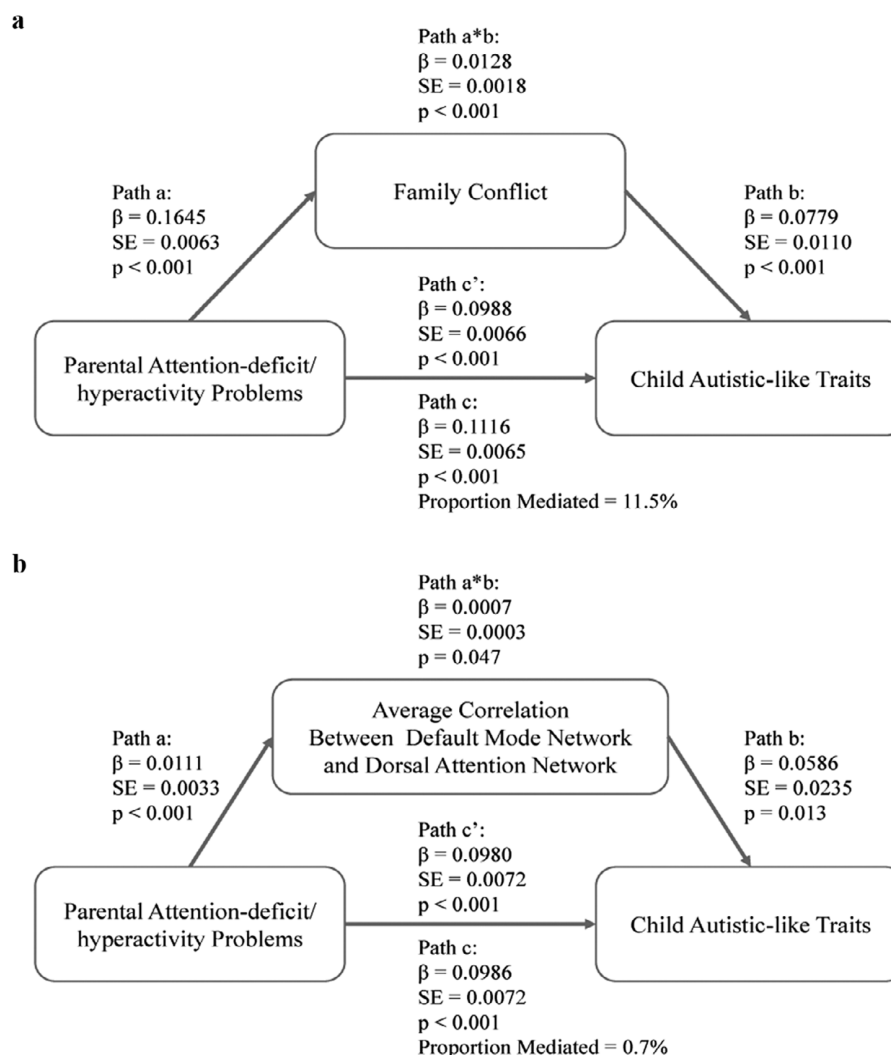 a
Path a*b:
β = 0.0128
SE = 0.0018
p < 0.001
Family Conflict
Path a:
β = 0.1645
SE = 0.0063
p < 0.001
Path b:
β = 0.0779
SE = 0.0110
p < 0.001
Path c’:
β = 0.0988
SE = 0.0066
p < 0.001
Parental Attention-deficit/
hyperactivity Problems
Child Autistic-like Traits
Path c:
β = 0.1116
SE = 0.0065
p < 0.001
Proportion Mediated = 11.5%
b
Path a*b:
β = 0.0007
SE = 0.0003
p = 0.047
Average Correlation
Between Default Mode Network
and Dorsal Attention Network
Path a:
β = 0.0111
SE = 0.0033
p < 0.001
Path b:
β = 0.0586
SE = 0.0235
p = 0.013
Path c’:
β = 0.0980
SE = 0.0072
p < 0.001
Parental Attention-deficit/
hyperactivity Problems
Child Autistic-like Traits
Path c:
β = 0.0986
SE = 0.0072
p < 0.001
Proportion Mediated = 0.7%